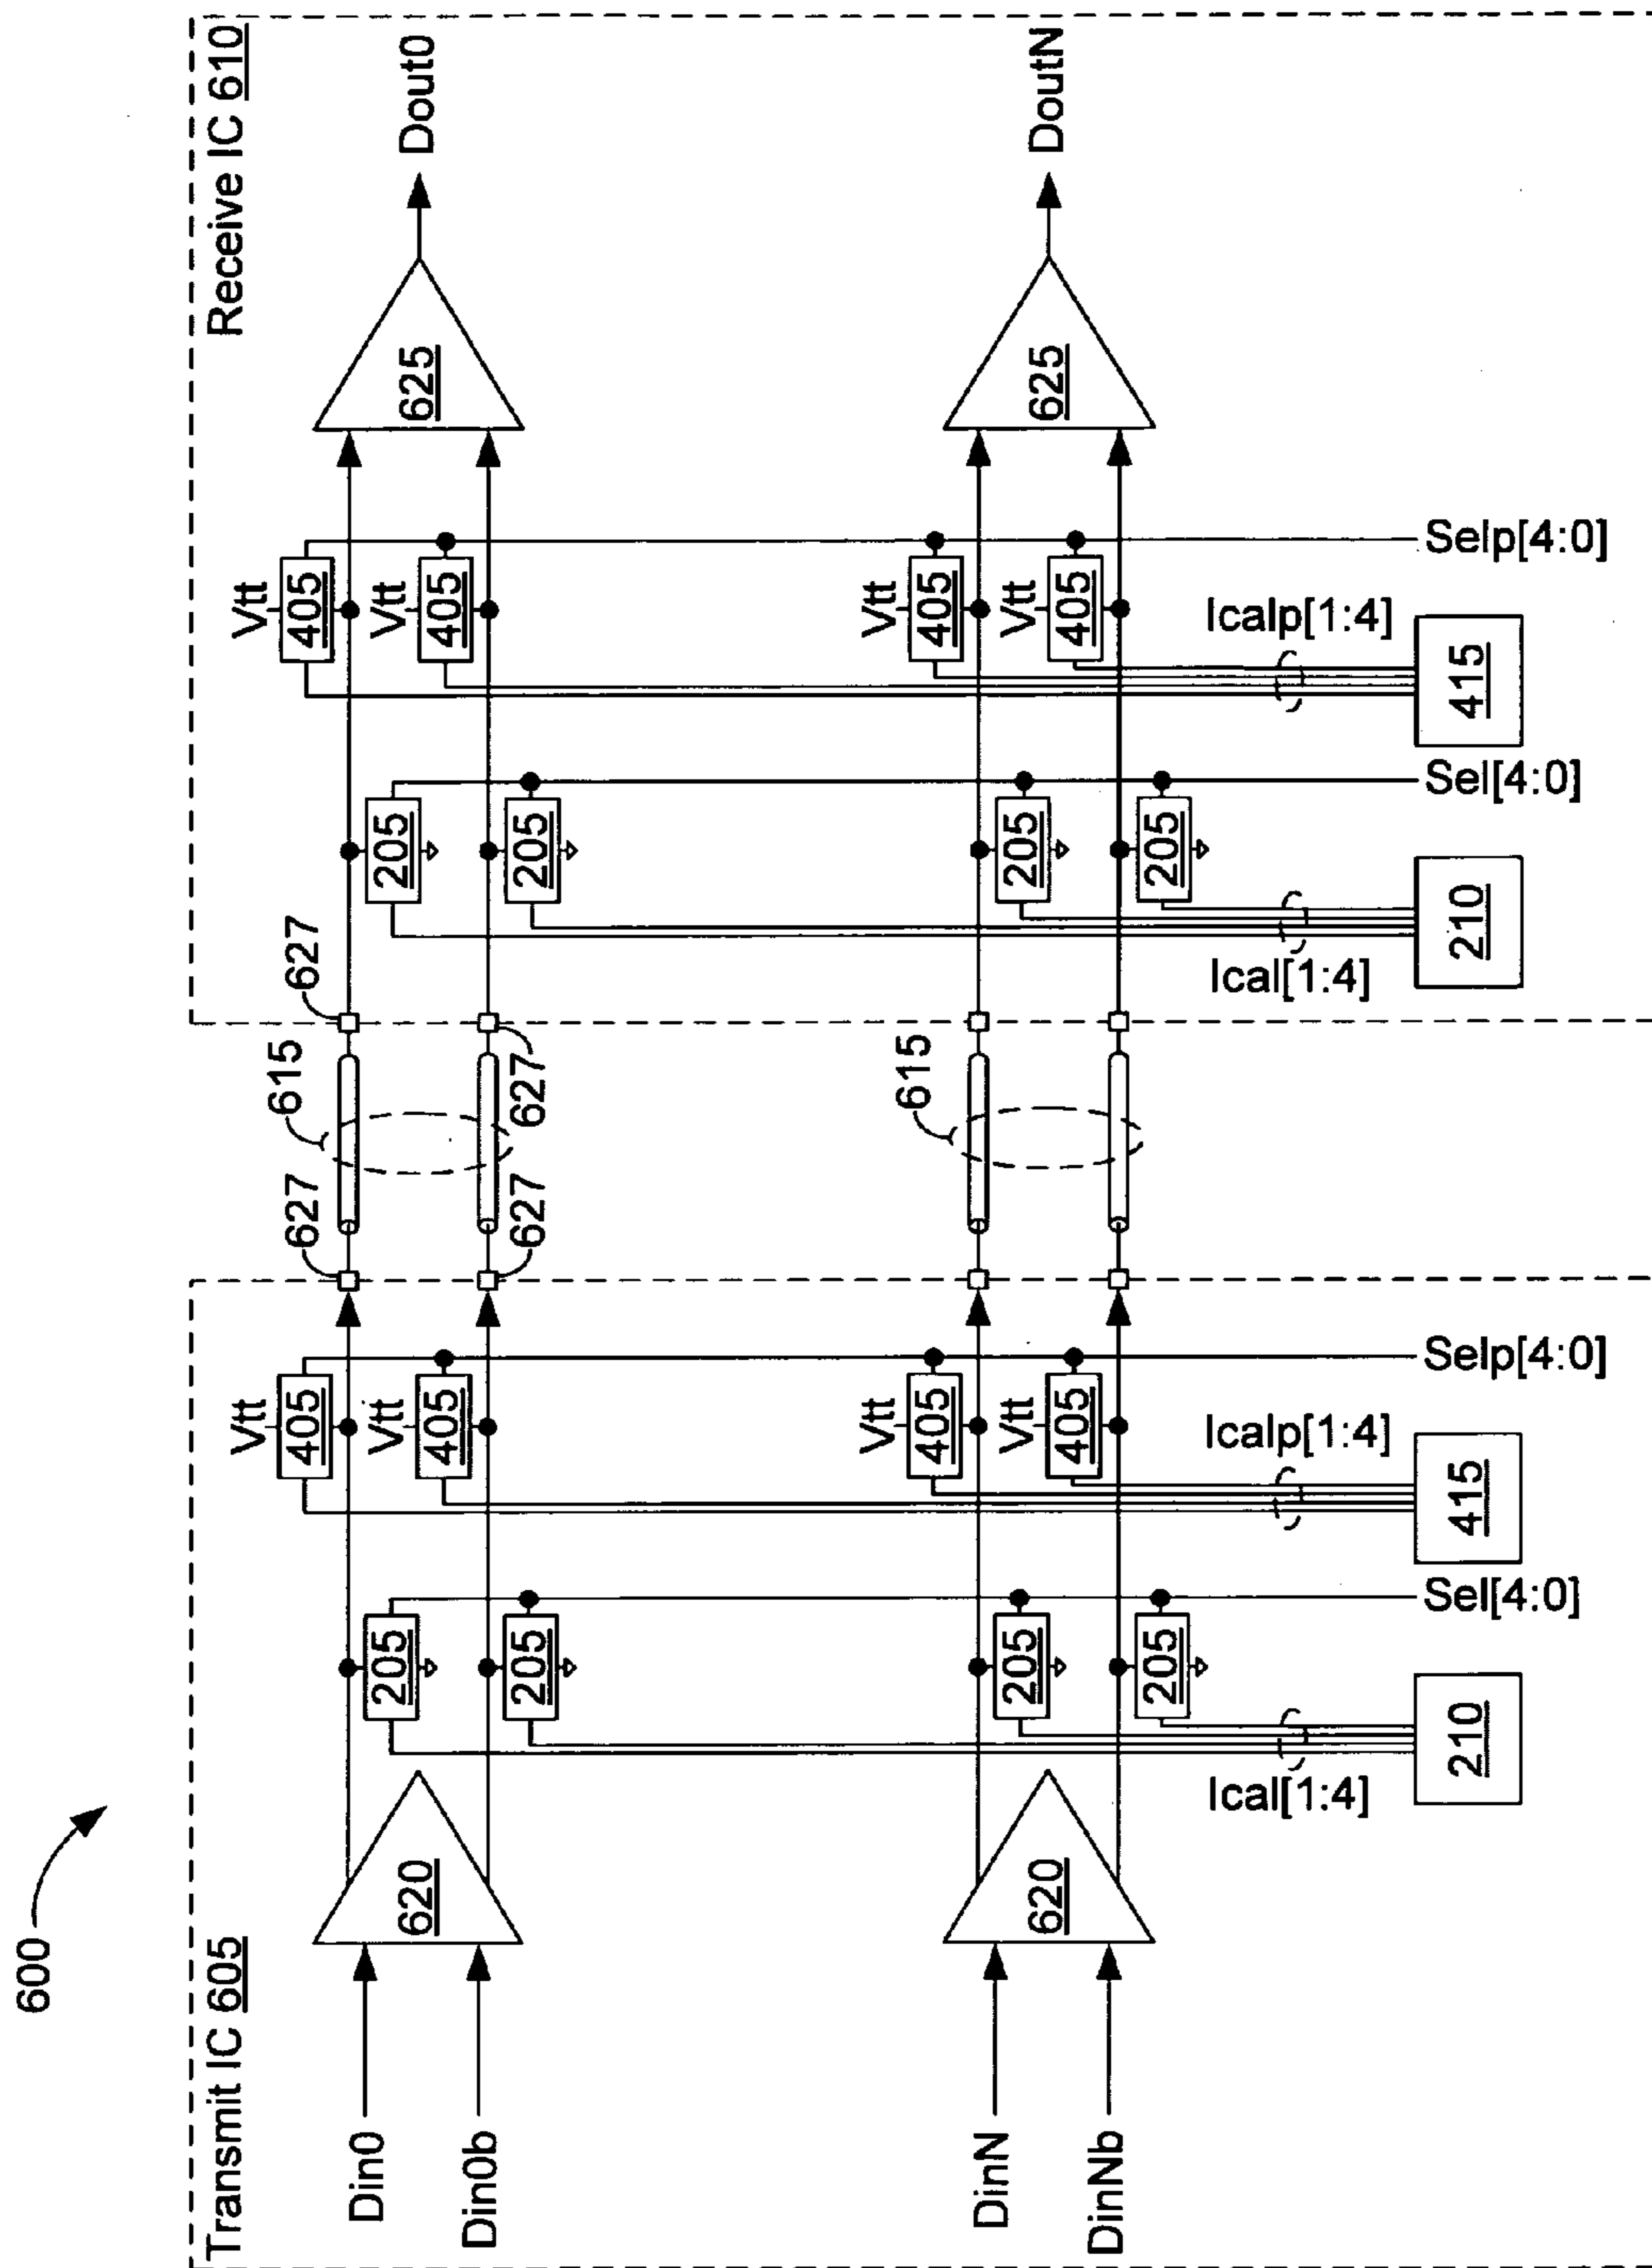 600
Transmit IC 605
Receive IC 610
Din0
Din0b
620
205
205
Vtt
405
Vtt
405
627
627
615
627
627
205
205
Vtt
405
Vtt
405
625
Dout0
DinN
DinNb
620
205
205
Vtt
405
Vtt
405
615
205
205
Vtt
405
Vtt
405
625
DoutN
Ical[1:4]
210
Sel[4:0]
Icalp[1:4]
415
Selp[4:0]
Ical[1:4]
210
Sel[4:0]
Icalp[1:4]
415
Selp[4:0]